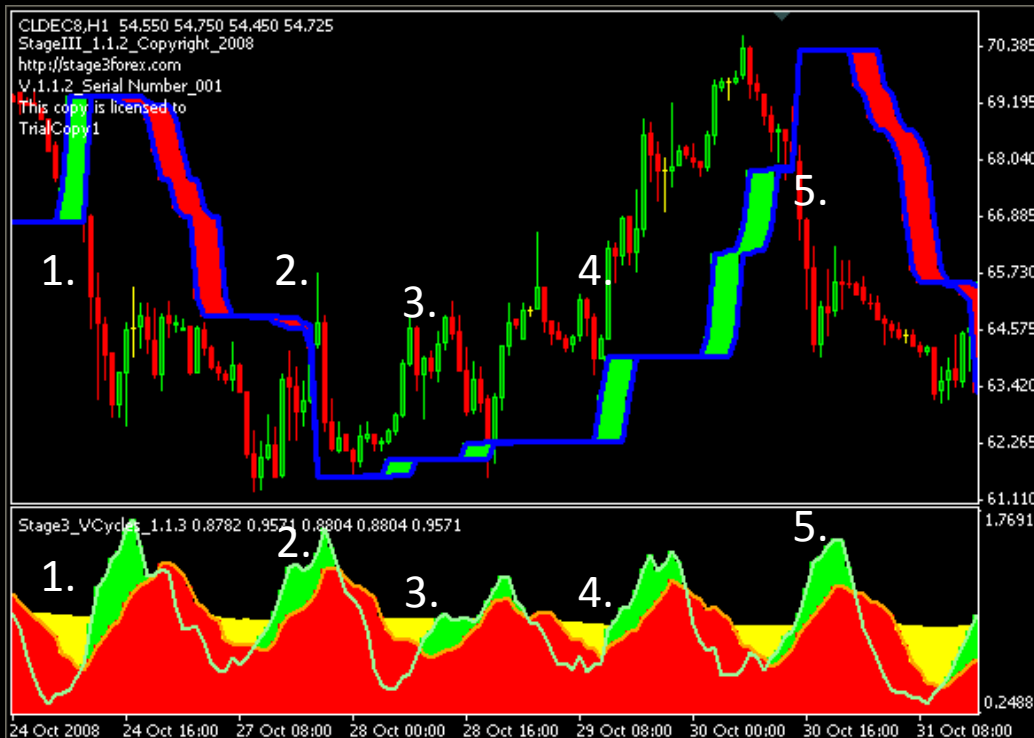 CLDEC8,H1 54.550 54.750 54.450 54.725
StageIII_1.1.2_Copyright_2008
http://stage3forex.com
V.1.1.2_Serial Number_001
This copy is licensed to
TrialCopy1
70.385
69.195
68.040
66.885
65.730
64.575
63.420
62.265
61.110
1.
2.
3.
4.
5.
Stage3_VCycles_1.1.3 0.8782 0.9571 0.8804 0.8804 0.9571
1.7691
0.2488
1.
2.
3.
4.
5.
24 Oct 2008
24 Oct 16:00
27 Oct 08:00
28 Oct 00:00
28 Oct 16:00
29 Oct 08:00
30 Oct 00:00
30 Oct 16:00
31 Oct 08:00